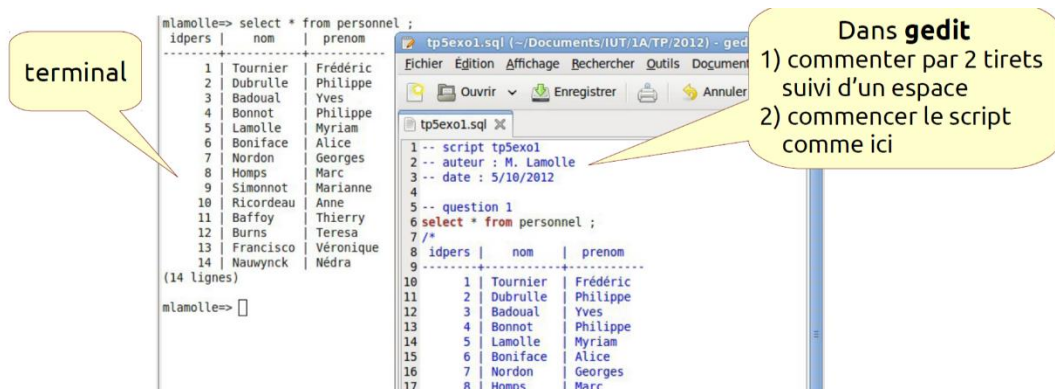 mlamolle=> select * from personnel ;
idpers | nom | prenom
--------+-----------+-----------
1 | Tournier | Frédéric
2 | Dubrulle | Philippe
3 | Badoual | Yves
4 | Bonnot | Philippe
5 | Lamolle | Myriam
6 | Boniface | Alice
7 | Nordon | Georges
8 | Homps | Marc
9 | Simonnot | Marianne
10 | Ricordeau | Anne
11 | Baffoy | Thierry
12 | Burns | Teresa
13 | Francisco | Véronique
14 | Nauwynck | Nédra
(14 lignes)
mlamolle=>
terminal
tp5exo1.sql (~/Documents/IUT/1A/TP/2012) - ged
Fichier Édition Affichage Rechercher Outils Document
Ouvrir Enregistrer Annuler
tp5exo1.sql
1 -- script tp5exo1
2 -- auteur : M. Lamolle
3 -- date : 5/10/2012
4
5 -- question 1
6 select * from personnel ;
7 /*
8 idpers | nom | prenom
9 --------+-----------+-----------
10 1 | Tournier | Frédéric
11 2 | Dubrulle | Philippe
12 3 | Badoual | Yves
13 4 | Bonnot | Philippe
14 5 | Lamolle | Myriam
15 6 | Boniface | Alice
16 7 | Nordon | Georges
17 8 | Homps | Marc
Dans gedit
1) commenter par 2 tirets
suivi d'un espace
2) commencer le script
comme ici